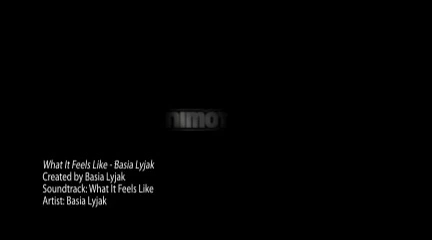 What It Feels Like - Basia Lyjak
Created by Basia Lyjak
Soundtrack: What It Feels Like
Artist: Basia Lyjak